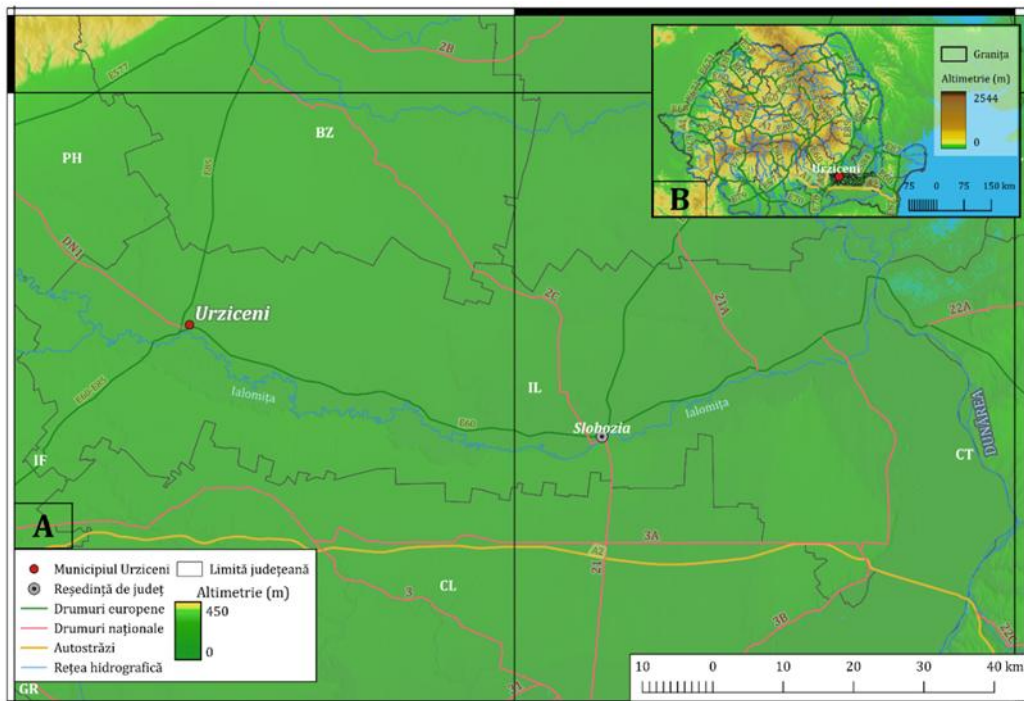 2B
E577
BZ
PH
E85
DN1
Urziceni
2C
21A
22A
IL
Ialomița
E60-E85
E60
Slobozia
Ialomița
DUNĂREA
CT
IF
A
3A
A2
21
CL
3
3B
22C
31
GR
Municipiul Urziceni
Limită județeană
Reședință de județ
Altimetrie (m)
Drumuri europene
450
Drumuri naționale
Autostrăzi
0
Rețea hidrografică
10 0 10 20 30 40 km
B
Urziceni
Granița
Altimetrie (m)
2544
0
75 0 75 150 km